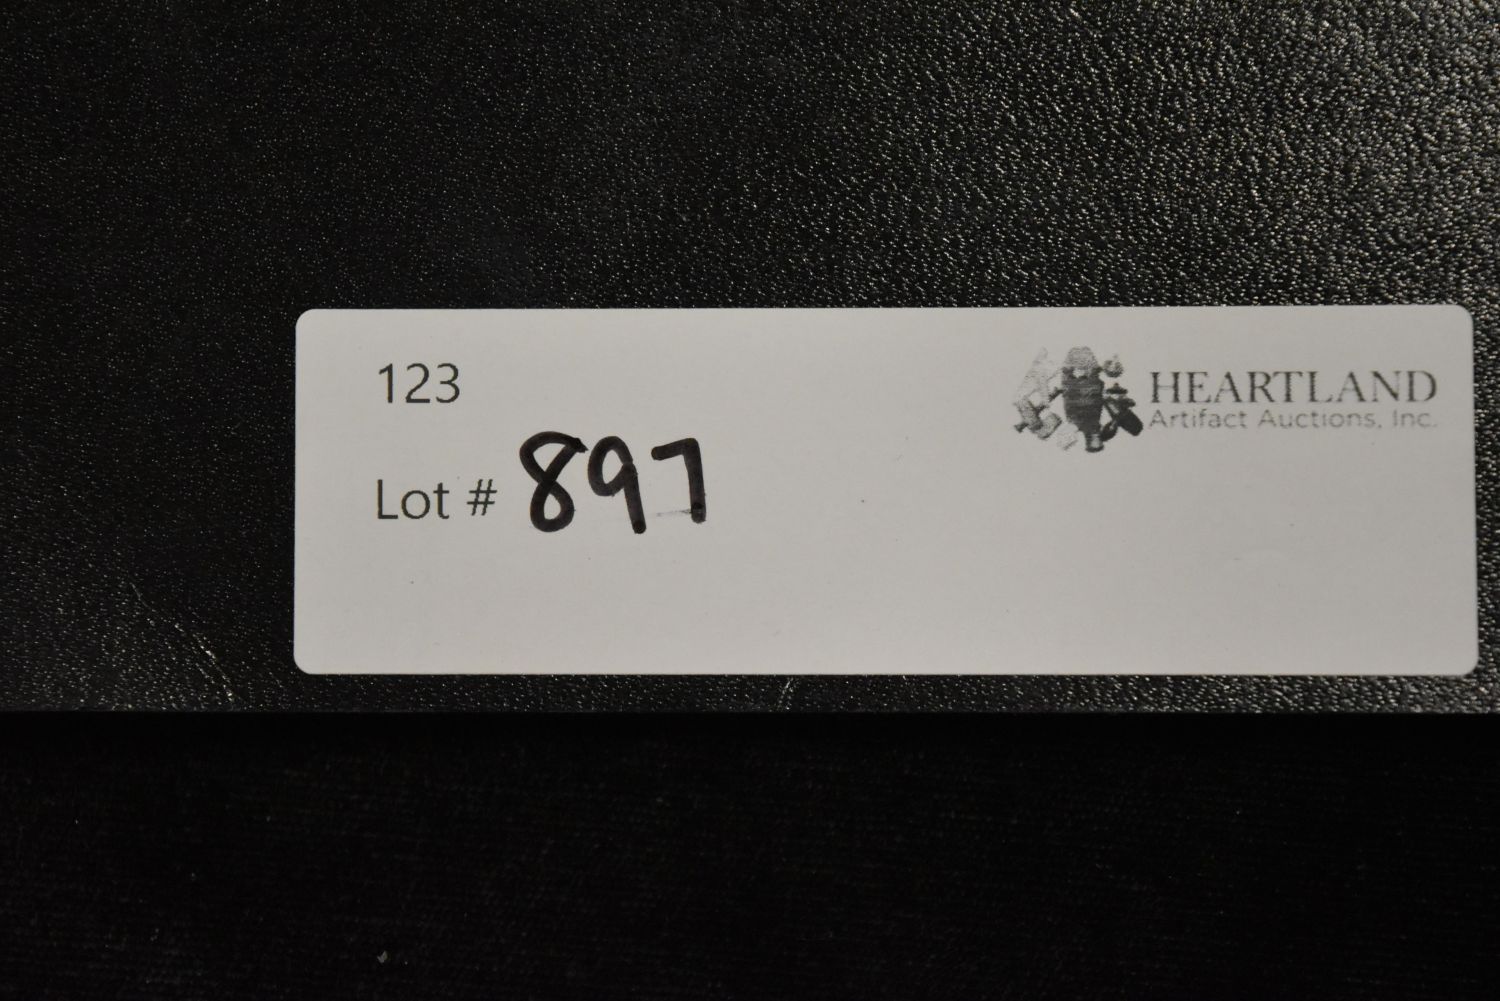 123
HEARTLAND
Artifact Auctions, Inc.
Lot # 897